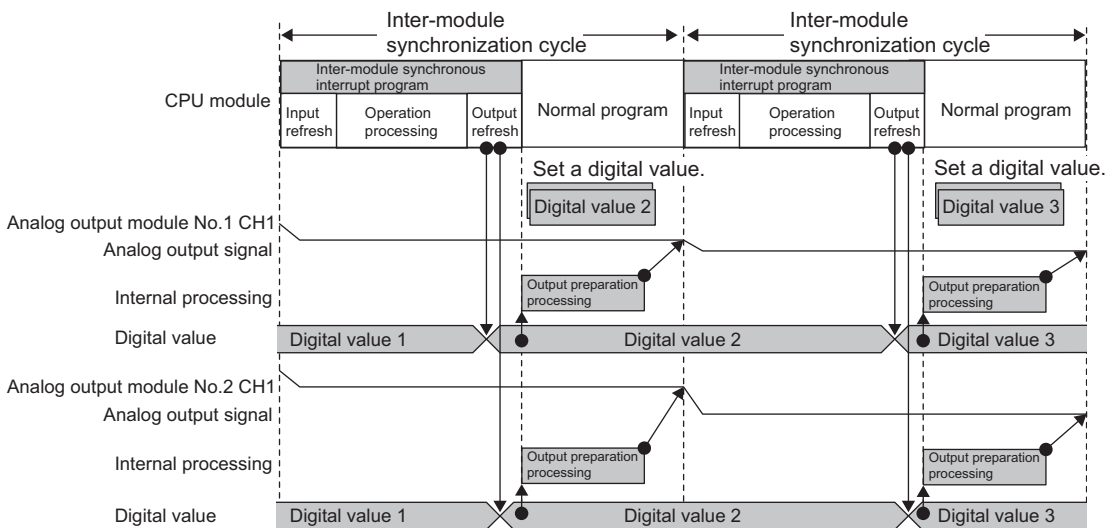 Inter-module
synchronization cycle
Inter-module
synchronization cycle
CPU module
Inter-module synchronous
interrupt program
Input
refresh
Operation
processing
Output
refresh
Normal program
Inter-module synchronous
interrupt program
Input
refresh
Operation
processing
Output
refresh
Normal program
Set a digital value.
Digital value 2
Set a digital value.
Digital value 3
Analog output module No.1 CH1
Analog output signal
Internal processing
Output preparation
processing
Output preparation
processing
Digital value
Digital value 1
Digital value 2
Digital value 3
Analog output module No.2 CH1
Analog output signal
Internal processing
Output preparation
processing
Output preparation
processing
Digital value
Digital value 1
Digital value 2
Digital value 3